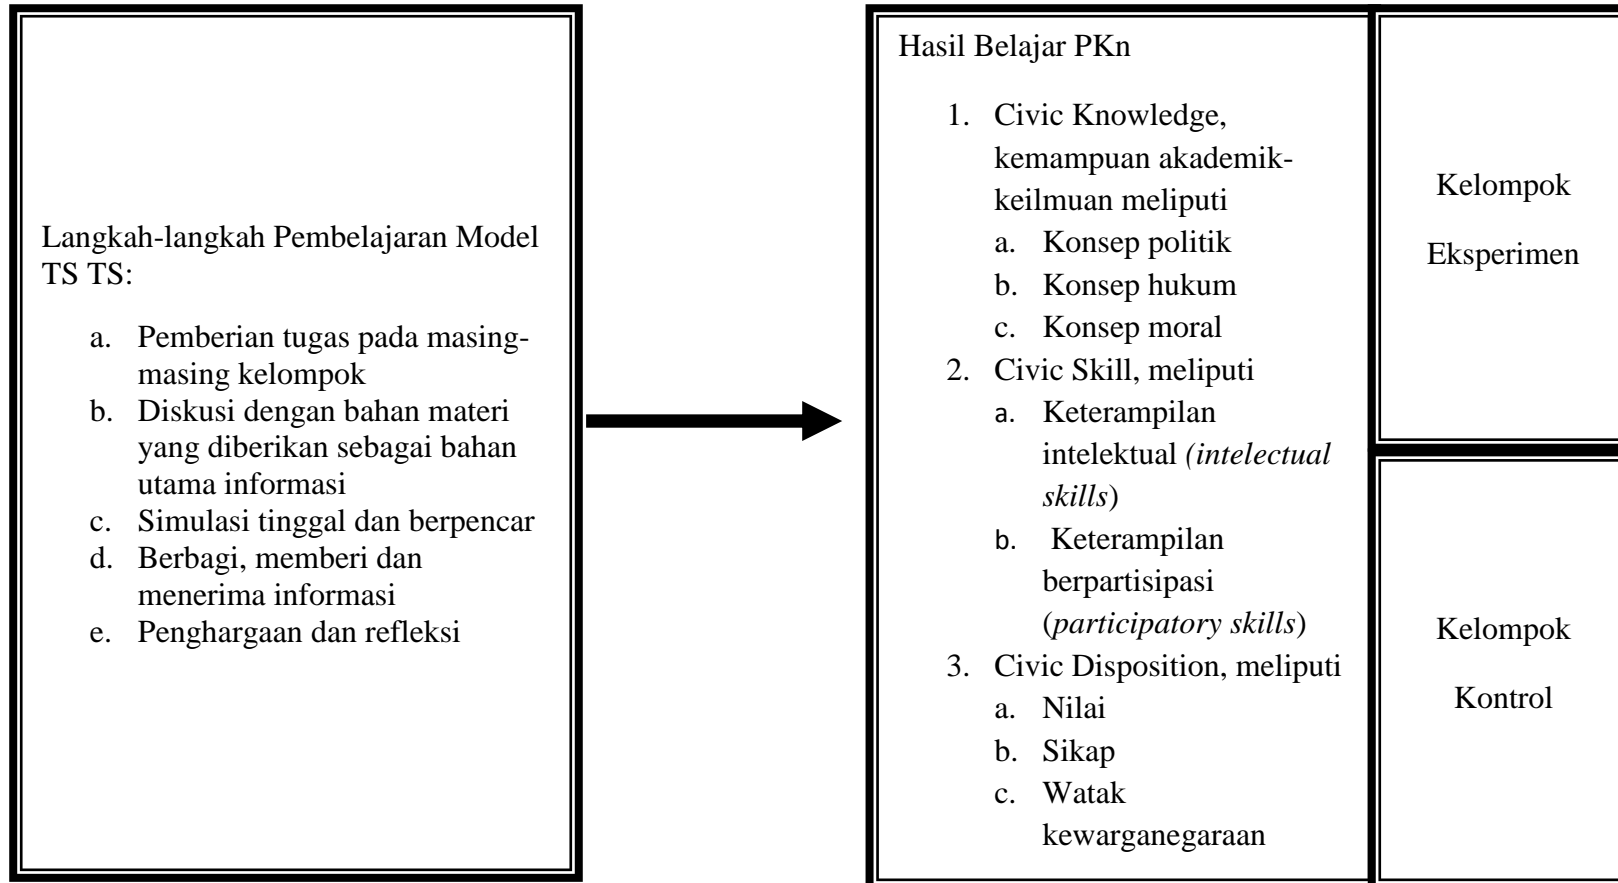 Langkah-langkah Pembelajaran Model
TS TS:
a. Pemberian tugas pada masing-
masing kelompok
b. Diskusi dengan bahan materi
yang diberikan sebagai bahan
utama informasi
c. Simulasi tinggal dan berpencar
d. Berbagi, memberi dan
menerima informasi
e. Penghargaan dan refleksi
Hasil Belajar PKn
1. Civic Knowledge,
kemampuan akademik-
keilmuan meliputi
a. Konsep politik
b. Konsep hukum
c. Konsep moral
2. Civic Skill, meliputi
a. Keterampilan
intelektual (intelectual
skills)
b. Keterampilan
berpartisipasi
(participatory skills)
3. Civic Disposition, meliputi
a. Nilai
b. Sikap
c. Watak
kewarganegaraan
Kelompok
Eksperimen
Kelompok
Kontrol